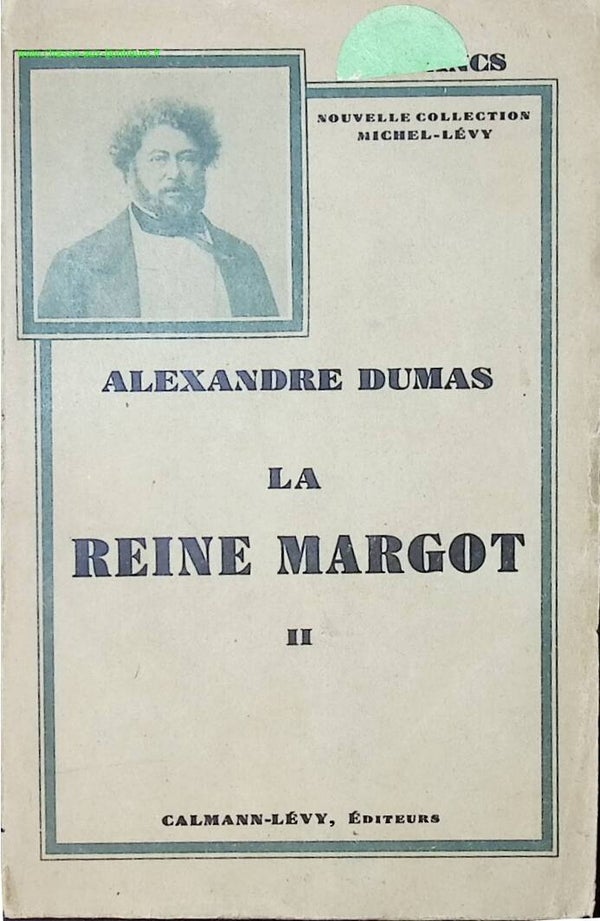 NOUVELLE COLLECTION
MICHEL-LÉVY
ALEXANDRE DUMAS
LA
REINE MARGOT
II
CALMANN-LÉVY, ÉDITEURS